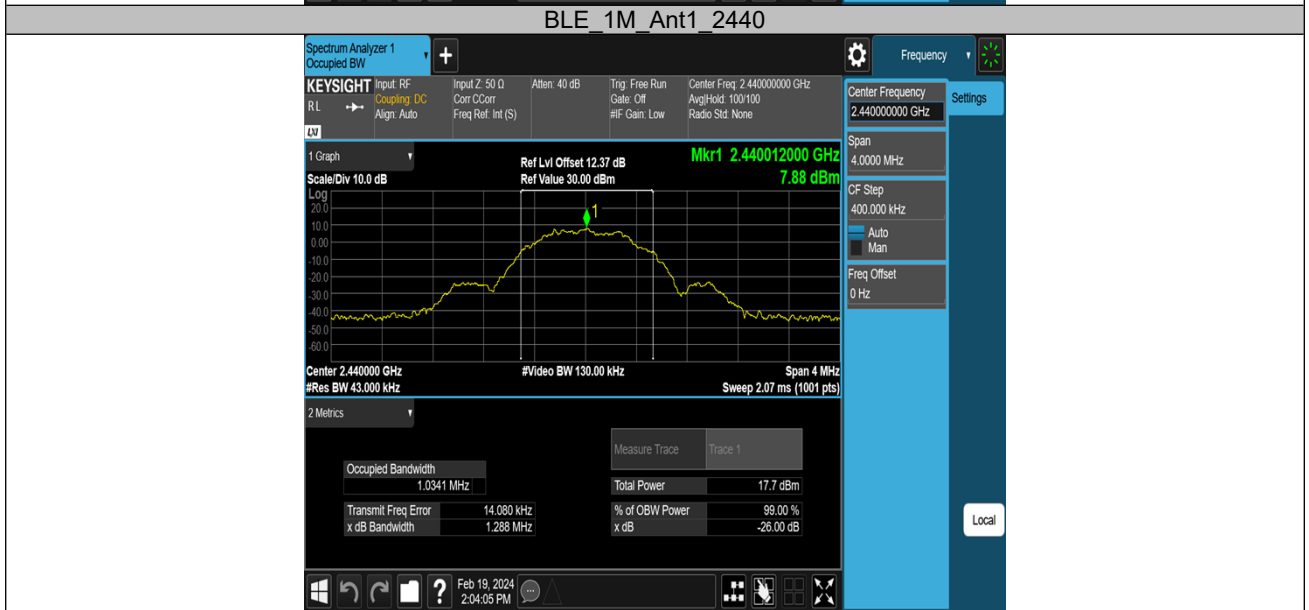 BLE_1M_Ant1_2440
Spectrum Analyzer 1
Occupied BW
+
Frequency
KEYSIGHT
RL
LXI
Input: RF
Coupling: DC
Align: Auto
Input Z: 50 Ω
Corr CCorr
Freq Ref: Int (S)
Atten: 40 dB
Trig: Free Run
Gate: Off
#IF Gain: Low
Center Freq: 2.440000000 GHz
Avg|Hold: 100/100
Radio Std: None
Center Frequency
2.440000000 GHz
Settings
Span
4.0000 MHz
CF Step
400.000 kHz
Auto
Man
Freq Offset
0 Hz
Local
1 Graph
Scale/Div 10.0 dB
Ref Lvl Offset 12.37 dB
Ref Value 30.00 dBm
Mkr1 2.440012000 GHz
7.88 dBm
Log
20.0
10.0
0.00
-10.0
-20.0
-30.0
-40.0
-50.0
-60.0
1
Center 2.440000 GHz
#Video BW 130.00 kHz
Span 4 MHz
#Res BW 43.000 kHz
Sweep 2.07 ms (1001 pts)
2 Metrics
Measure Trace Trace 1
Occupied Bandwidth
1.0341 MHz
Total Power 17.7 dBm
Transmit Freq Error 14.080 kHz
% of OBW Power 99.00 %
x dB Bandwidth 1.288 MHz
x dB -26.00 dB
?
Feb 19, 2024
2:04:05 PM